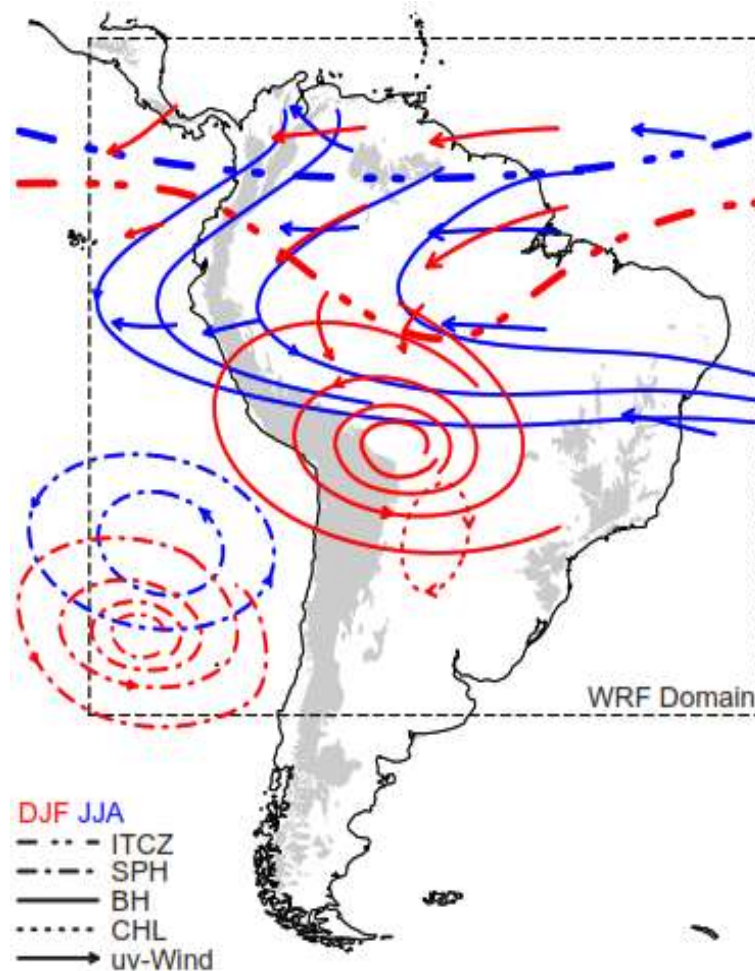 WRF Domain
DJF JJA
ITCZ
SPH
BH
CHL
uv-Wind